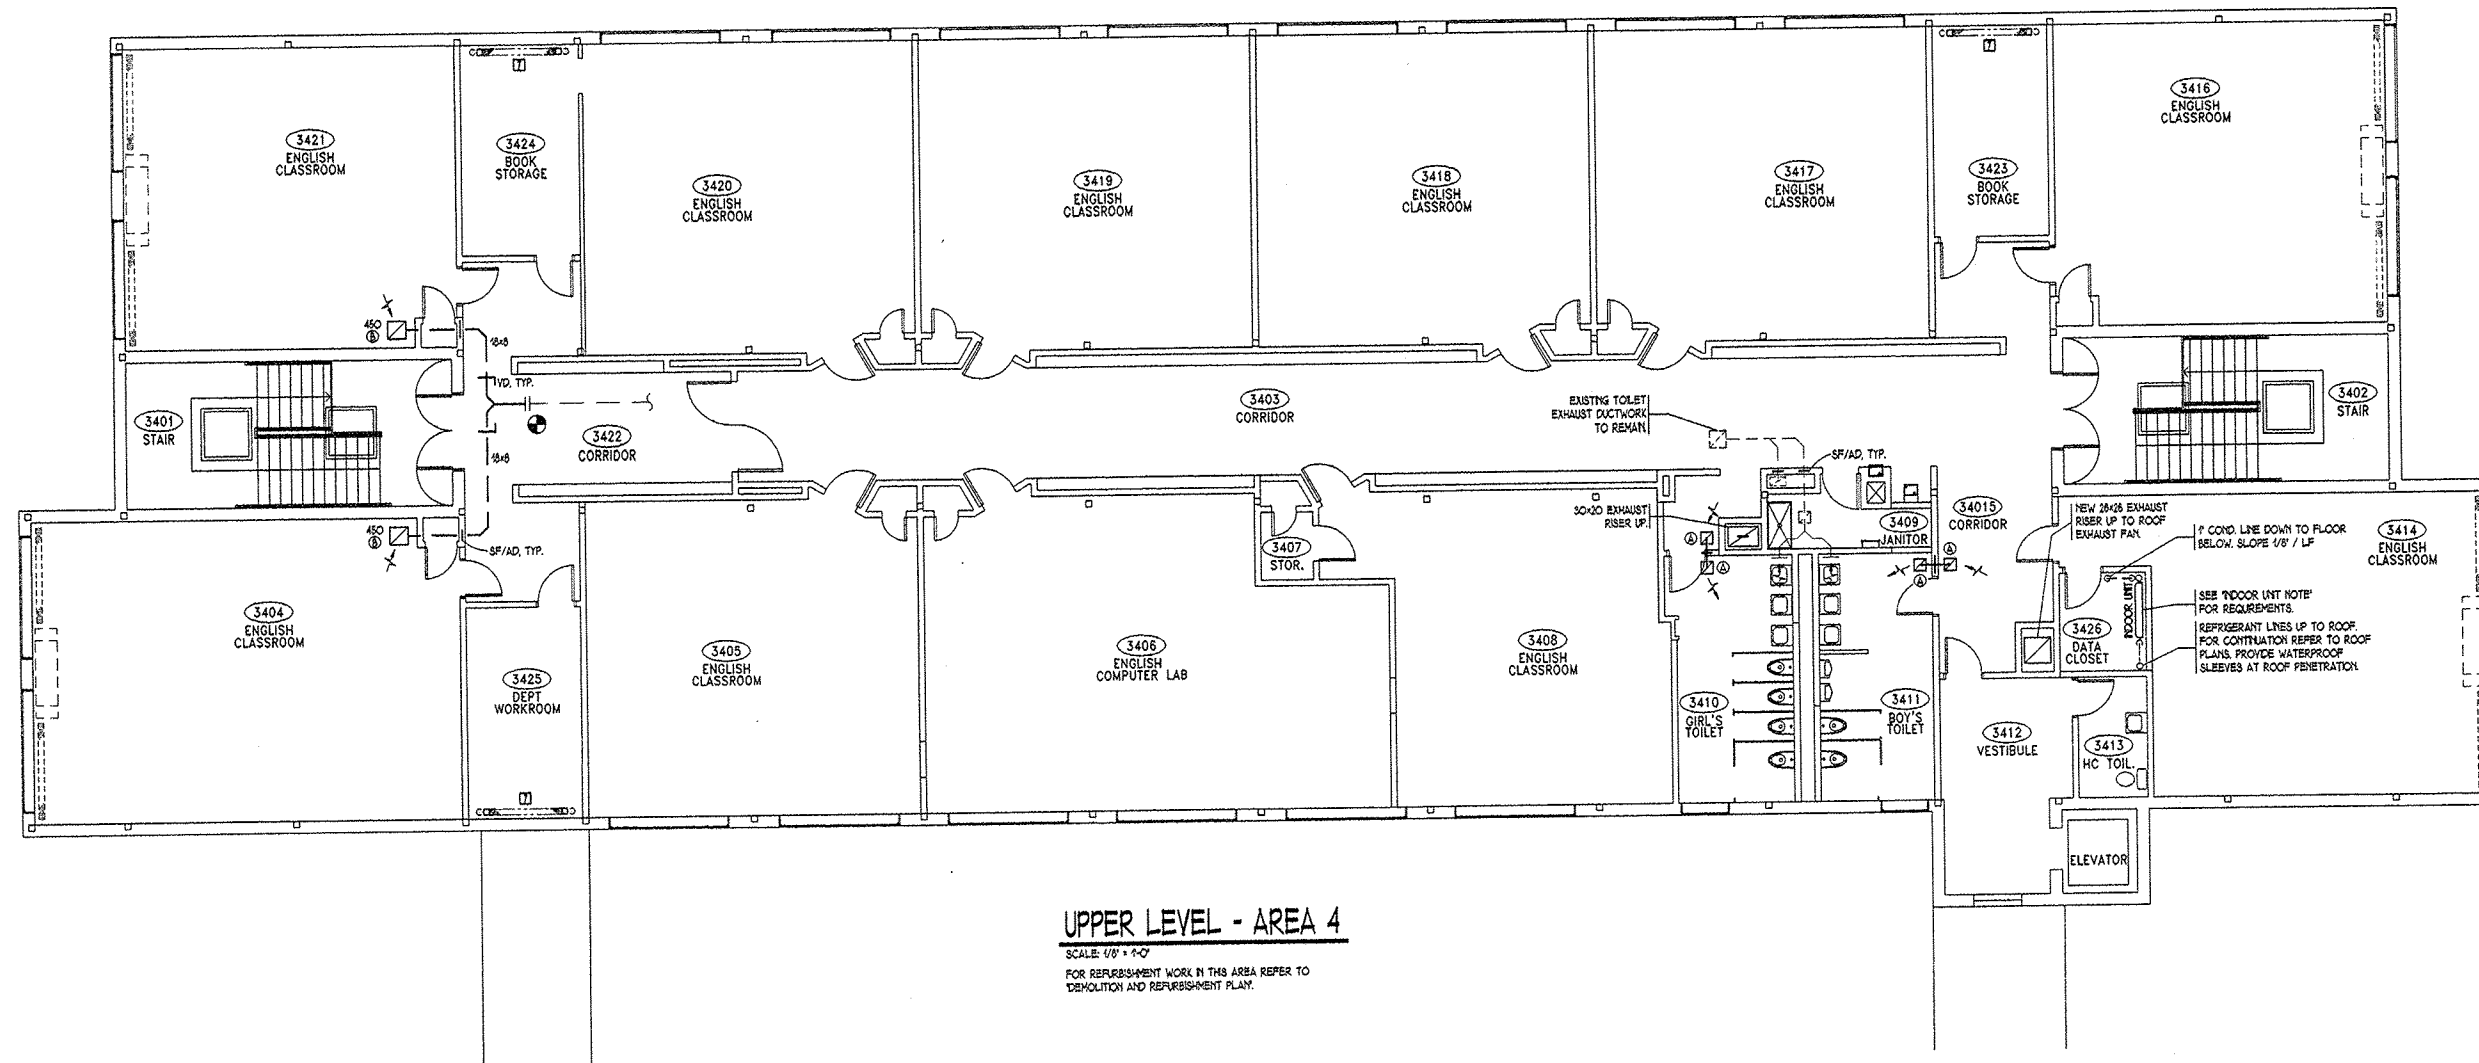 3421
ENGLISH
CLASSROOM
7
3424
BOOK
STORAGE
3420
ENGLISH
CLASSROOM
3419
ENGLISH
CLASSROOM
3418
ENGLISH
CLASSROOM
3417
ENGLISH
CLASSROOM
7
3423
BOOK
STORAGE
3416
ENGLISH
CLASSROOM
450
B
18x8
VD, TYP.
18x8
3401
STAIR
3422
CORRIDOR
3403
CORRIDOR
EXISTING TOILET
EXHAUST DUCTWORK
TO REMAIN.
SF/AD, TYP.
3402
STAIR
450
B
SF/AD, TYP.
3404
ENGLISH
CLASSROOM
3425
DEPT
WORKROOM
7
3405
ENGLISH
CLASSROOM
3406
ENGLISH
COMPUTER LAB
3407
STOR.
3408
ENGLISH
CLASSROOM
30x20 EXHAUST
RISER UP.
A
A
3409
JANITOR
34015
CORRIDOR
A
A
NEW 28x28 EXHAUST
RISER UP TO ROOF
EXHAUST FAN.
1" COND. LINE DOWN TO FLOOR
BELOW. SLOPE 1/8" / LF
3414
ENGLISH
CLASSROOM
INDOOR UNIT
SEE "INDOOR UNIT NOTE"
FOR REQUIREMENTS.
REFRIGERANT LINES UP TO ROOF.
FOR CONTINUATION REFER TO ROOF
PLANS. PROVIDE WATERPROOF
SLEEVES AT ROOF PENETRATION.
3426
DATA
CLOSET
3410
GIRL'S
TOILET
3411
BOY'S
TOILET
3412
VESTIBULE
3413
HC TOIL.
ELEVATOR
UPPER LEVEL - AREA 4
SCALE: 1/8" = 1'-0"
FOR REFURBISHMENT WORK IN THIS AREA REFER TO
"DEMOLITION AND REFURBISHMENT PLAN".